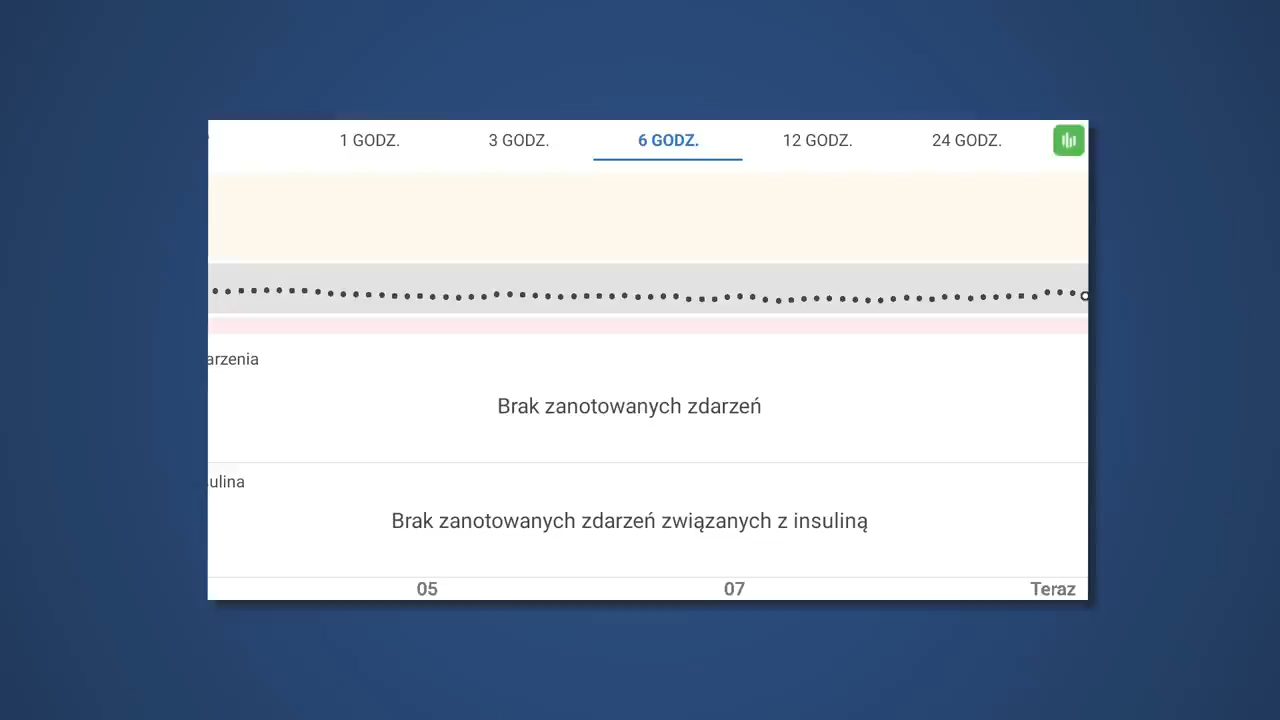 1 GODZ. 3 GODZ. 6 GODZ. 12 GODZ. 24 GODZ.
arzenia
Brak zanotowanych zdarzeń
ulina
Brak zanotowanych zdarzeń związanych z insuliną
05 07 Teraz